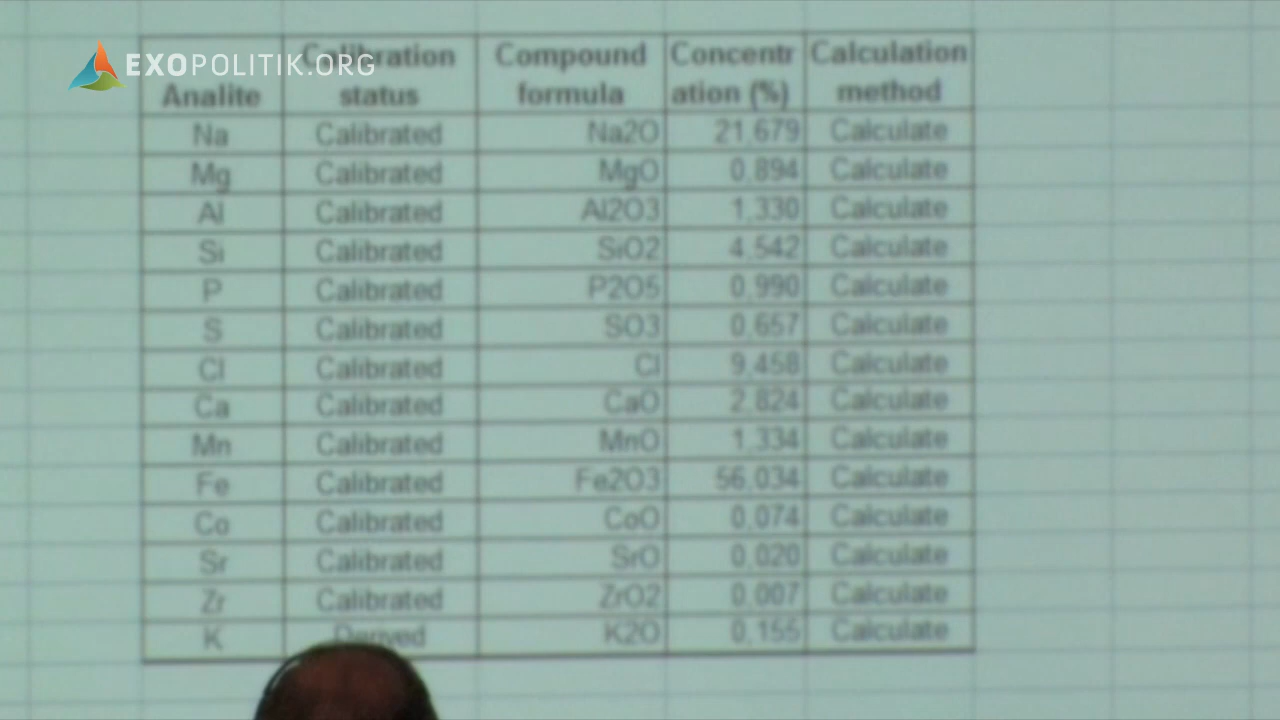 EXOPOLITIK.ORG
Analite Calibration status Compound formula Concentr ation (%) Calculation method
Na Calibrated Na2O 21,679 Calculate
Mg Calibrated MgO 0,894 Calculate
Al Calibrated Al2O3 1,330 Calculate
Si Calibrated SiO2 4,542 Calculate
P Calibrated P2O5 0,990 Calculate
S Calibrated SO3 0,657 Calculate
Cl Calibrated Cl 9,458 Calculate
Ca Calibrated CaO 2,824 Calculate
Mn Calibrated MnO 1,334 Calculate
Fe Calibrated Fe2O3 56,034 Calculate
Co Calibrated CoO 0,074 Calculate
Sr Calibrated SrO 0,020 Calculate
Zr Calibrated ZrO2 0,007 Calculate
K Derived K2O 0,155 Calculate